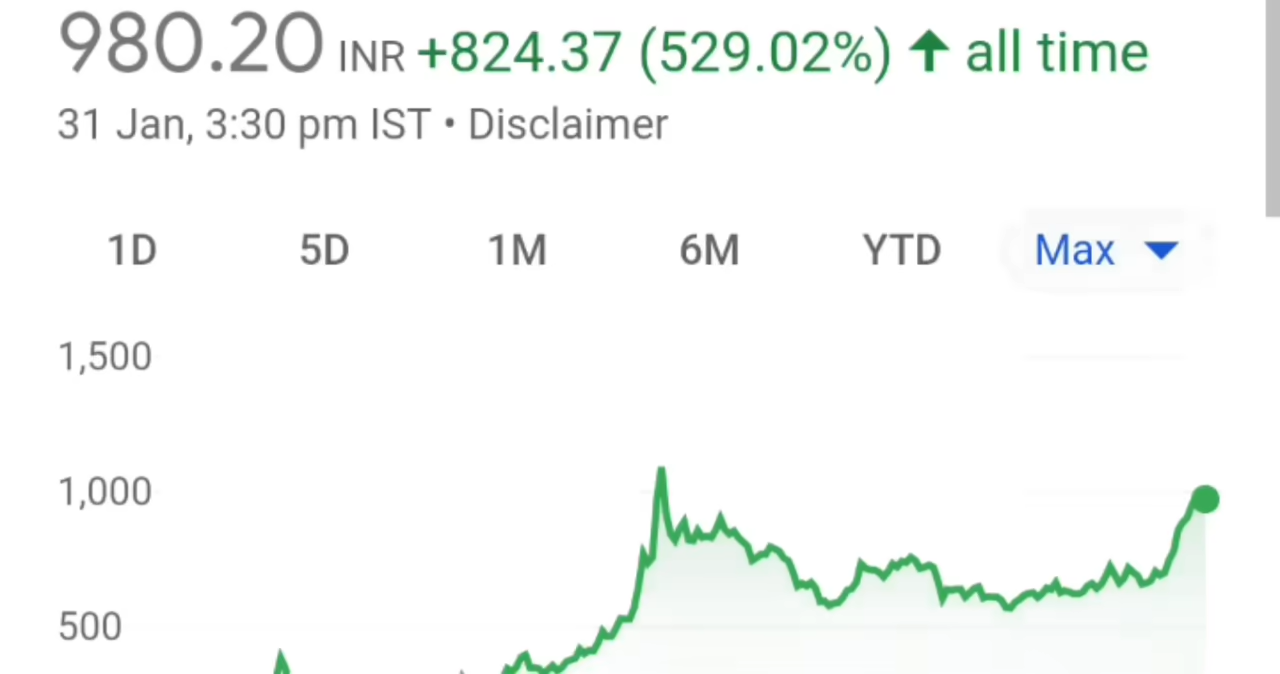 980.20 INR +824.37 (529.02%) ↑ all time
31 Jan, 3:30 pm IST • Disclaimer
1D 5D 1M 6M YTD Max
1,500
1,000
500